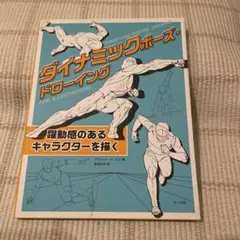 ダイナミックポーズ・
ドローイング
躍動感のある
キャラクターを描く